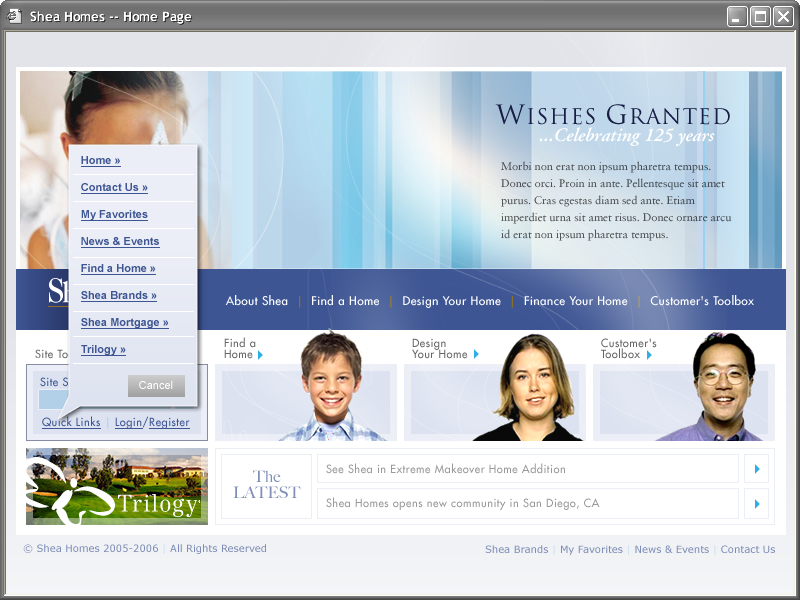 Shea Homes -- Home Page
WISHES GRANTED
...Celebrating 125 years
Morbi non erat non ipsum pharetra tempus.
Donec orci. Proin in ante. Pellentesque sit amet
purus. Cras egestas diam sed ante. Etiam
imperdiet urna sit amet risus. Donec ornare arcu
id erat non ipsum pharetra tempus.
Home »
Contact Us »
My Favorites
News & Events
Find a Home »
Shea Brands »
Shea Mortgage »
Trilogy »
Cancel
About Shea | Find a Home | Design Your Home | Finance Your Home | Customer's Toolbox
Site To
Site S
Quick Links | Login/Register
Find a
Home
Design
Your Home
Customer's
Toolbox
Trilogy
The
LATEST
See Shea in Extreme Makeover Home Addition
Shea Homes opens new community in San Diego, CA
© Shea Homes 2005-2006 | All Rights Reserved
Shea Brands | My Favorites | News & Events | Contact Us